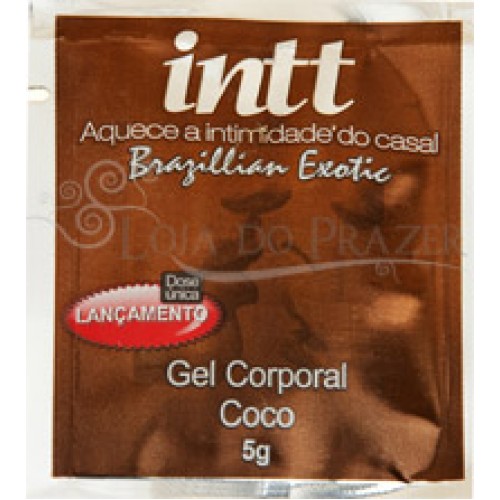 intt
Aquece a intimidade do casal
Brazillian Exotic
LOJA DO PRAZER
Dose
única
LANÇAMENTO
Gel Corporal
Coco
5g